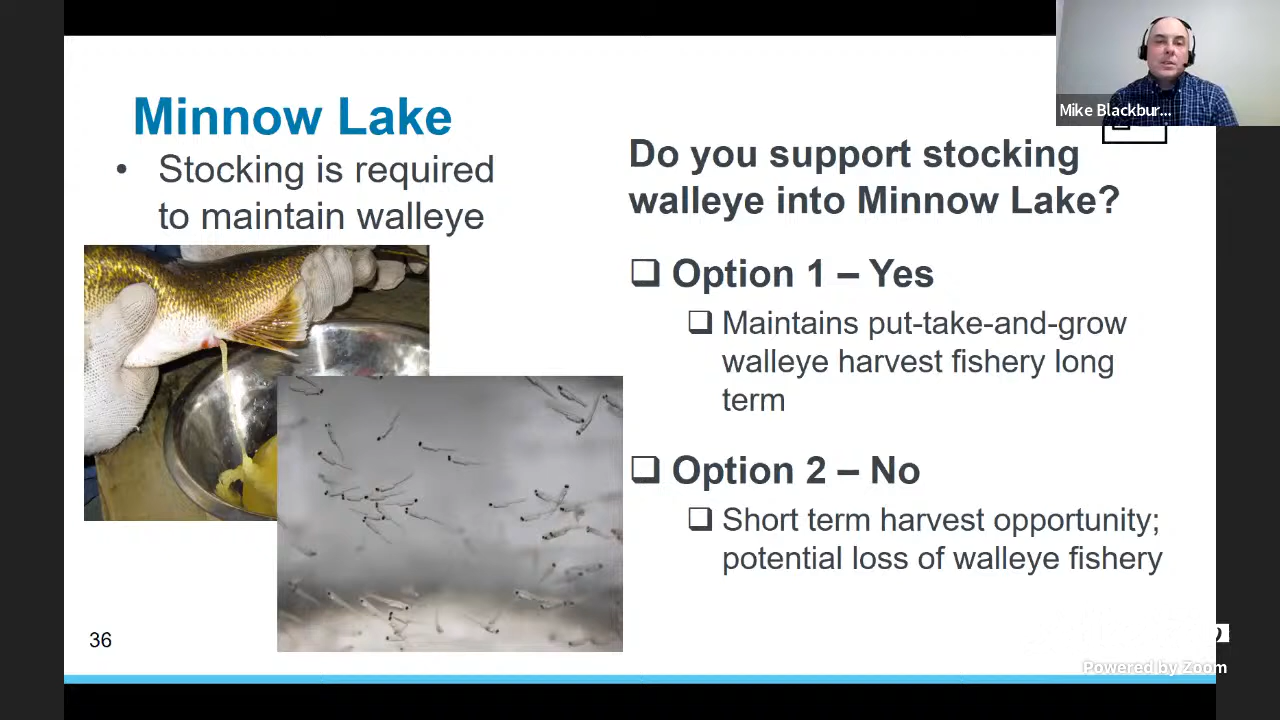 Minnow Lake
• Stocking is required
to maintain walleye
Do you support stocking
walleye into Minnow Lake?
❑ Option 1 – Yes
❑ Maintains put-take-and-grow
walleye harvest fishery long
term
❑ Option 2 – No
❑ Short term harvest opportunity;
potential loss of walleye fishery
36
Mike Blackbur...
Powered by Zoom